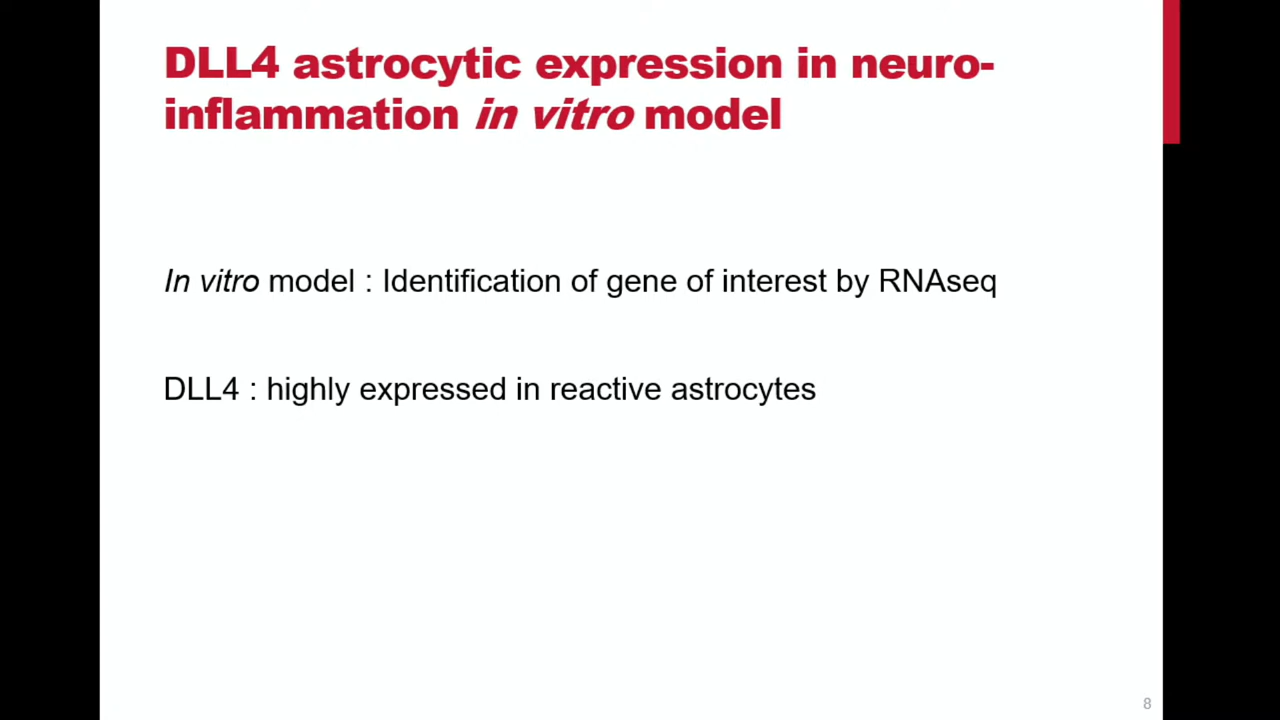 DLL4 astrocytic expression in neuro-
inflammation in vitro model
In vitro model : Identification of gene of interest by RNAseq
DLL4 : highly expressed in reactive astrocytes
8